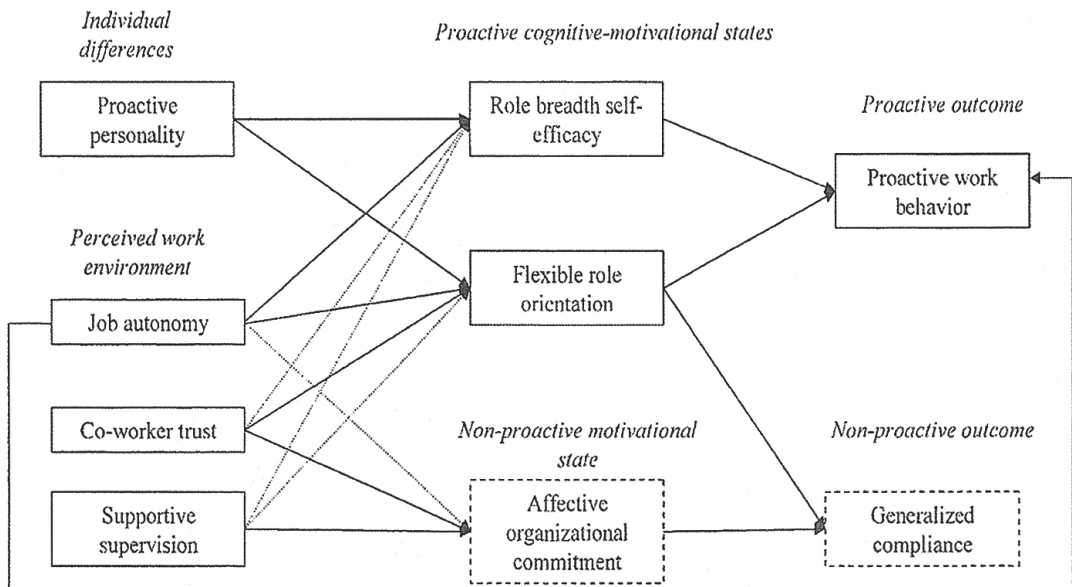 Individual
differences
Proactive cognitive-motivational states
Proactive
personality
Role breadth self-
efficacy
Proactive outcome
Proactive work
behavior
Perceived work
environment
Flexible role
orientation
Job autonomy
Co-worker trust
Non-proactive motivational
state
Non-proactive outcome
Supportive
supervision
Affective
organizational
commitment
Generalized
compliance